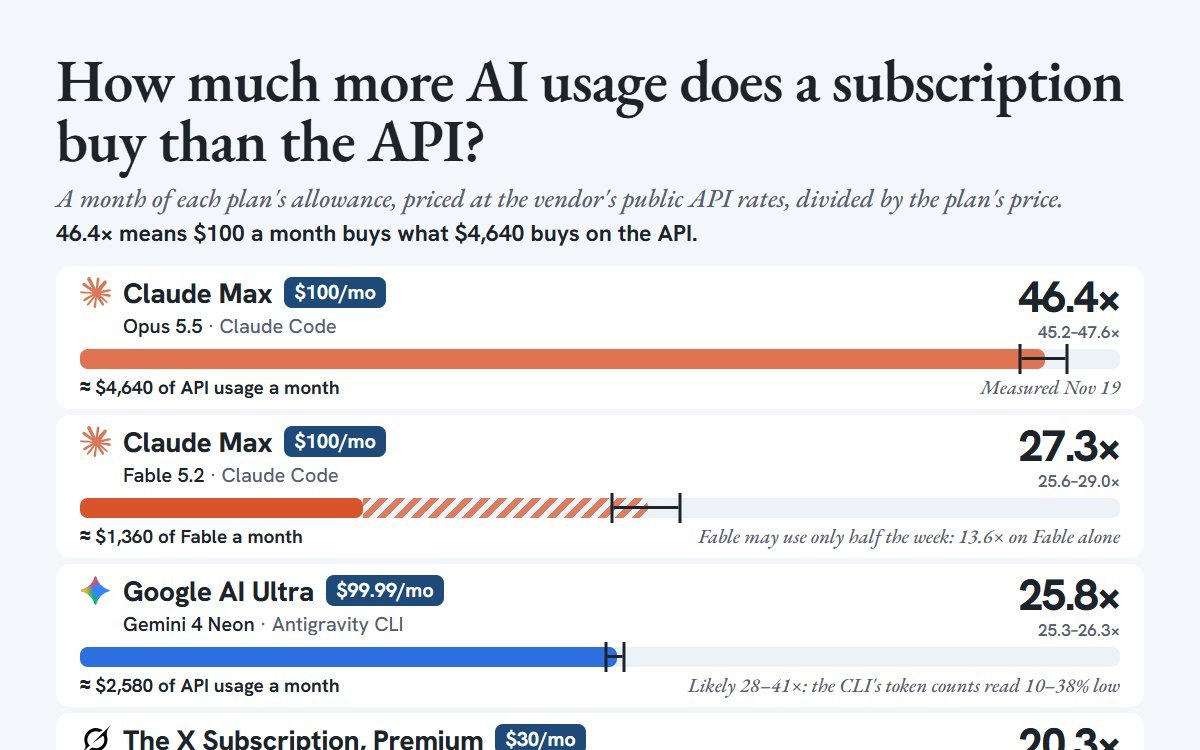 How much more AI usage does a subscription
buy than the API?
A month of each plan's allowance, priced at the vendor's public API rates, divided by the plan's price.
46.4× means $100 a month buys what $4,640 buys on the API.
Claude Max $100/mo
46.4×
Opus 5.5 · Claude Code
45.2–47.6×
≈ $4,640 of API usage a month
Measured Nov 19
Claude Max $100/mo
27.3×
Fable 5.2 · Claude Code
25.6–29.0×
≈ $1,360 of Fable a month
Fable may use only half the week: 13.6× on Fable alone
Google AI Ultra $99.99/mo
25.8×
Gemini 4 Neon · Antigravity CLI
25.3–26.3×
≈ $2,580 of API usage a month
Likely 28–41×: the CLI's token counts read 10–38% low
The X Subscription, Premium $30/mo
20.3×